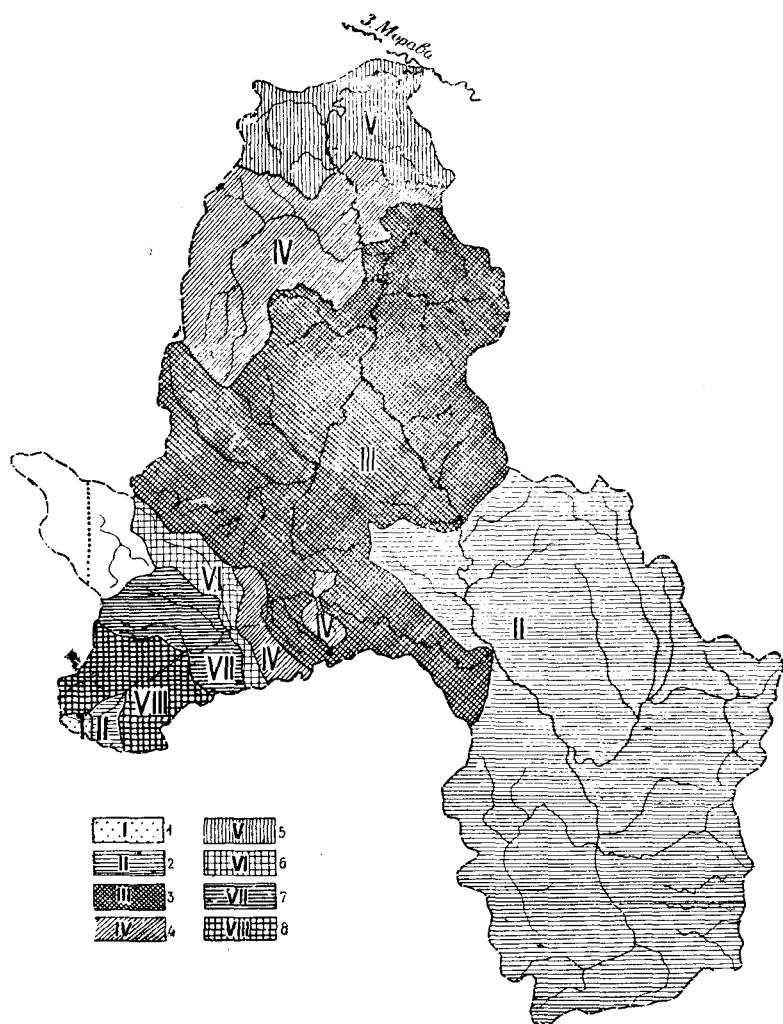 З. Морава
V
IV
III
VI
II
V
IV
VII
VIII
I
II
I 1
V 5
II 2
VI 6
III 3
VII 7
IV 4
VIII 8